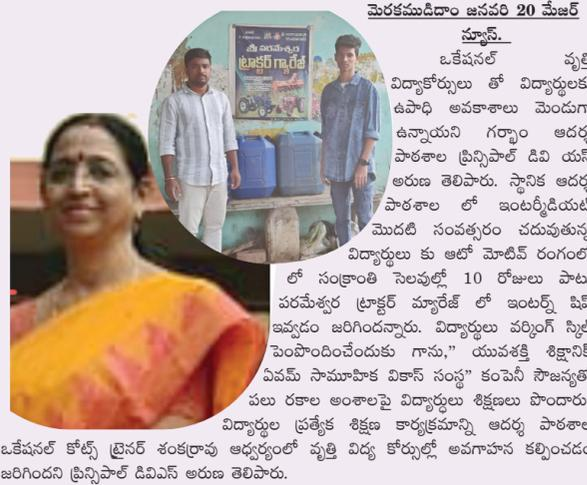 మెరకముడిదాం జనవరి 20 మేజర్
న్యూస్.
ఒకేషనల్ వృత్తి
విద్యాకోర్సులు తో విద్యార్థులకు
ఉపాధి అవకాశాలు మెండుగా
ఉన్నాయని గర్భాం ఆదర్శ
పాఠశాల ప్రిన్సిపాల్ డివి యస్
అరుణ తెలిపారు. స్థానిక ఆదర్శ
పాఠశాల లో ఇంటర్మీడియట్
మొదటి సంవత్సరం చదువుతున్న
విద్యార్థులు కు ఆటో మోటివ్ రంగంలో
లో సంక్రాంతి సెలవుల్లో 10 రోజులు పాటు
పరమేశ్వర ట్రాక్టర్ మ్యారేజ్ లో ఇంటర్న్ షిప్
ఇవ్వడం జరిగిందన్నారు. విద్యార్థులు వర్కింగ్ స్కిల్
పెంపొందించేందుకు గాను," యువశక్తి శిక్షానిక్
ఏవమ్ సామూహిక వికాస్ సంస్థ" కంపెనీ సౌజన్యతో
పలు రకాల అంశాలపై విద్యార్ధులు శిక్షణలు పొందారు.
విద్యార్థుల ప్రత్యేక శిక్షణ కార్యక్రమాన్ని ఆదర్శ పాఠశాల
ఒకేషనల్ కోట్స్ ట్రైనర్ శంకర్రావు ఆధ్వర్యంలో వృత్తి విద్య కోర్సుల్లో అవగాహన కల్పించడం
జరిగిందని ప్రిన్సిపాల్ డివిఎస్ అరుణ తెలిపారు.
శ్రీ పరమేశ్వర
ట్రాక్టర్ గ్యారేజ్